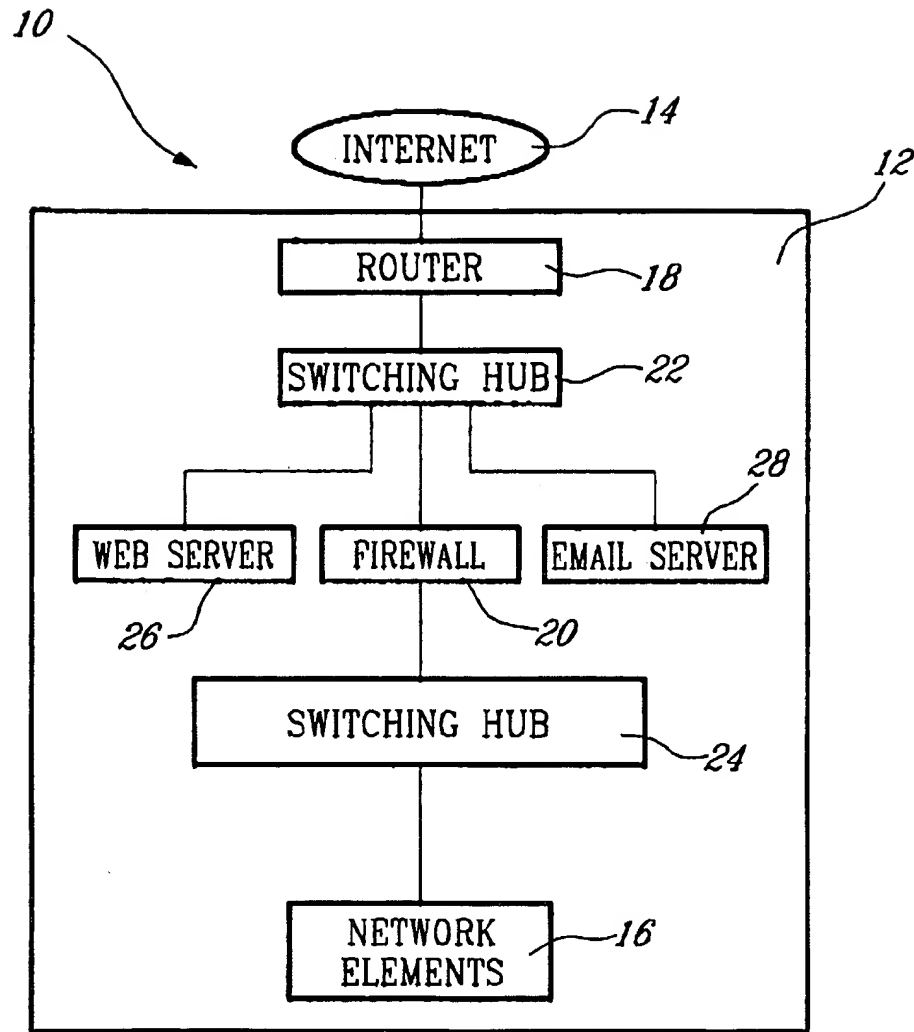 10
INTERNET
14
12
ROUTER
18
SWITCHING HUB
22
28
WEB SERVER
FIREWALL
EMAIL SERVER
26
20
SWITCHING HUB
24
NETWORK
ELEMENTS
16